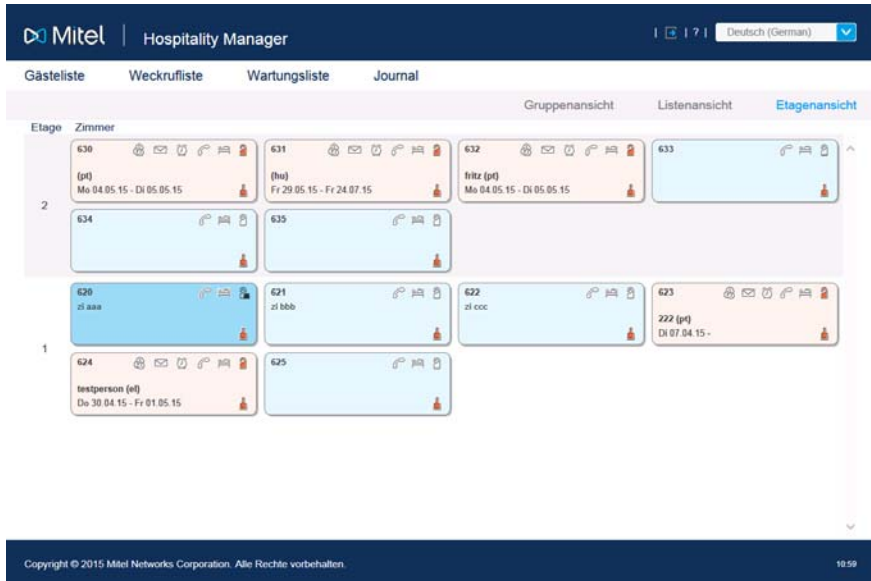 Mitel | Hospitality Manager
| ? | Deutsch (German)
Gästeliste Weckrufliste Wartungsliste Journal
Gruppenansicht Listenansicht Etagenansicht
Etage Zimmer
2
630
(pt)
Mo 04.05.15 - Di 05.05.15
631
(hu)
Fr 29.05.15 - Fr 24.07.15
632
fritz (pt)
Mo 04.05.15 - Di 05.05.15
633
634
635
1
620
zi aaa
621
zi bbb
622
zi ccc
623
222 (pt)
Di 07.04.15 -
624
testperson (el)
Do 30.04.15 - Fr 01.05.15
625
Copyright © 2015 Mitel Networks Corporation. Alle Rechte vorbehalten. 10:59